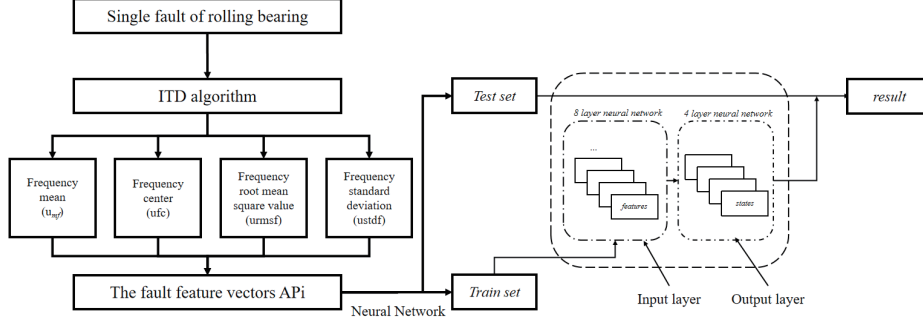 Single fault of rolling bearing
ITD algorithm
Frequency
mean
(umf)
Frequency
center
(ufc)
Frequency
root mean
square value
(urmsf)
Frequency
standard
deviation
(ustdf)
The fault feature vectors APi
Neural Network
Test set
Train set
8 layer neural network
...
features
4 layer neural network
states
Input layer
Output layer
result